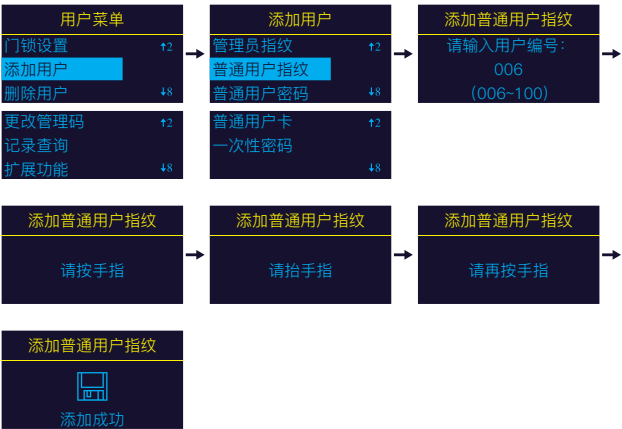 用户菜单
门锁设置 ↑2
添加用户
删除用户 ↓8
更改管理码 ↑2
记录查询
扩展功能 ↓8
添加用户
管理员指纹 ↑2
普通用户指纹
普通用户密码 ↓8
普通用户卡 ↑2
一次性密码
↓8
添加普通用户指纹
请输入用户编号：
006
(006~100)
添加普通用户指纹
请按手指
添加普通用户指纹
请抬手指
添加普通用户指纹
请再按手指
添加普通用户指纹
添加成功